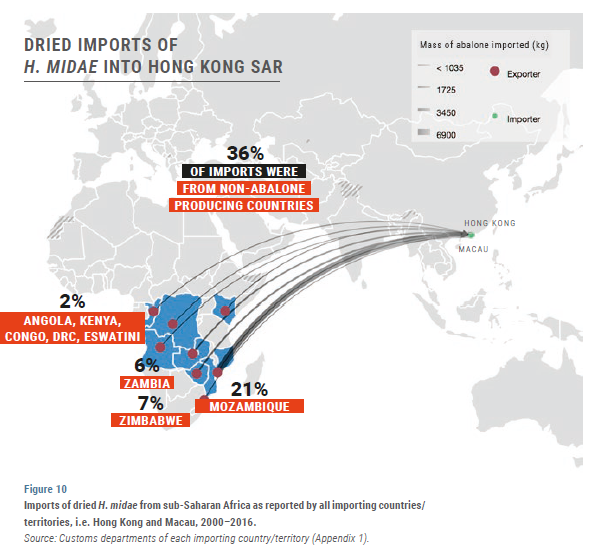 DRIED IMPORTS OF
H. MIDAE INTO HONG KONG SAR
Mass of abalone imported (kg)
< 1035
1725
3450
6900
Exporter
Importer
36%
OF IMPORTS WERE
FROM NON-ABALONE
PRODUCING COUNTRIES
HONG KONG
MACAU
2%
ANGOLA, KENYA,
CONGO, DRC, ESWATINI
6%
ZAMBIA
7%
ZIMBABWE
21%
MOZAMBIQUE
Figure 10
Imports of dried H. midae from sub-Saharan Africa as reported by all importing countries/
territories, i.e. Hong Kong and Macau, 2000–2016.
Source: Customs departments of each importing country/territory (Appendix 1).